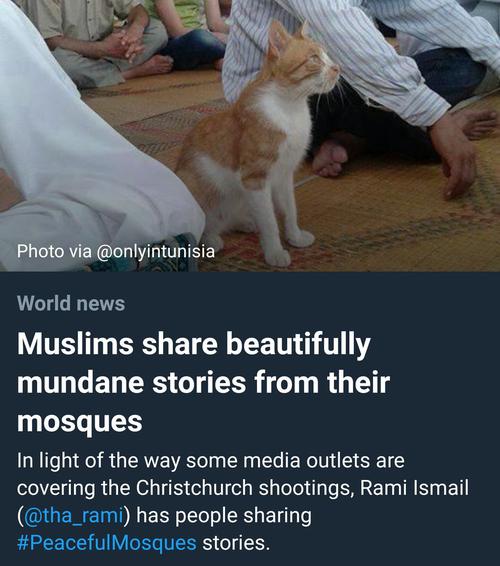 Photo via @onlyintunisia
World news
Muslims share beautifully
mundane stories from their
mosques
In light of the way some media outlets are
covering the Christchurch shootings, Rami Ismail
(@tha_rami) has people sharing
#PeacefulMosques stories.